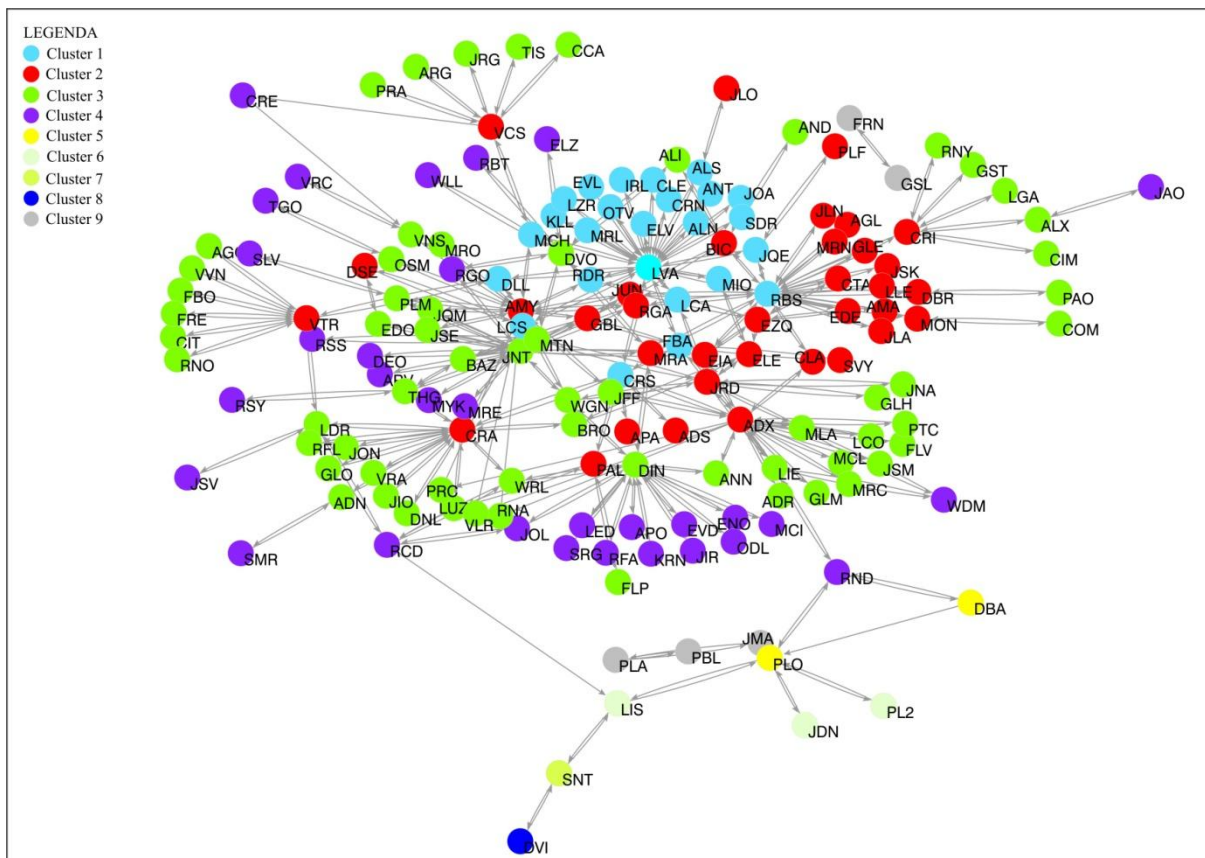 LEGENDA
Cluster 1
Cluster 2
Cluster 3
Cluster 4
Cluster 5
Cluster 6
Cluster 7
Cluster 8
Cluster 9
CCA
TIS
JRG
ARG
PRA
CRE
VCS
JLO
FRN
AND
PLF
ELZ
RBT
WLL
ALI
ALS
RNY
GST
GSL
VRC
EVL
IRL
CLE
ANT
JOA
LGA
JAO
TGO
LZR
OTV
CRN
KLL
SDR
JLN
AGL
ALX
VNS
MCH
MRL
ELV
ALN
BIC
MRN
GLE
CRI
MRO
DVO
JQE
CIM
SLV
OSM
RGO
RDR
LVA
JSK
VVN
DSE
DLL
MIO
CTA
LLE
FBO
PLM
JUN
RBS
DBR
PAO
AMY
RGA
LCA
AMA
FRE
VTR
JQM
LCS
GBL
EZQ
EDE
MON
COM
CIT
RSS
EDO
JSE
MTN
FBA
JLA
RNO
DEO
BAZ
JNT
MRA
EIA
ELE
CLA
SVY
CRS
JRD
RSY
THG
MYK
MRE
WGN
JFF
GLH
JNA
LDR
CRA
BRO
APA
ADS
ADX
MLA
LCO
PTC
RFL
JON
FLV
GLO
VRA
PAL
DIN
ANN
LIE
MCL
JSM
JSV
ADN
JIO
PRC
WRL
ADR
GLM
MRC
WDM
DNL
LUZ
VLR
RNA
JOL
LED
APO
EVD
ENO
MCI
SMR
RCD
SRG
RFA
KRN
JIR
ODL
FLP
RND
DBA
JMA
PLA
PBL
PLO
LIS
JDN
PL2
SNT
DVI